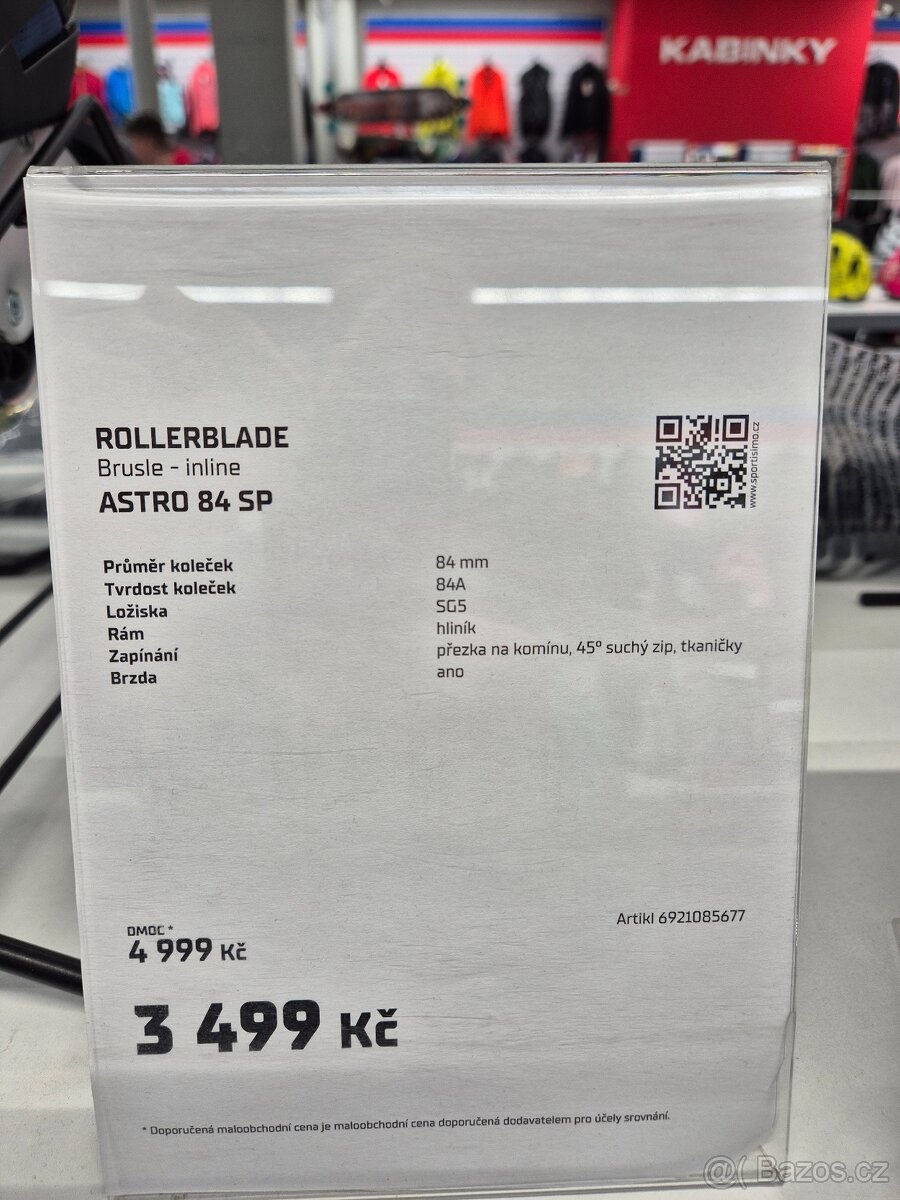 KABINKY
ROLLERBLADE
Brusle - inline
ASTRO 84 SP
www.sportisimo.cz
Průměr koleček 84 mm
Tvrdost koleček 84A
Ložiska SG5
Rám hliník
Zapínání přezka na komínu, 45° suchý zip, tkaničky
Brzda ano
Artikl 6921085677
DMOC *
4 999 Kč
3 499 Kč
* Doporučená maloobchodní cena je maloobchodní cena doporučená dodavatelem pro účely srovnání.
@( Bazos.cz